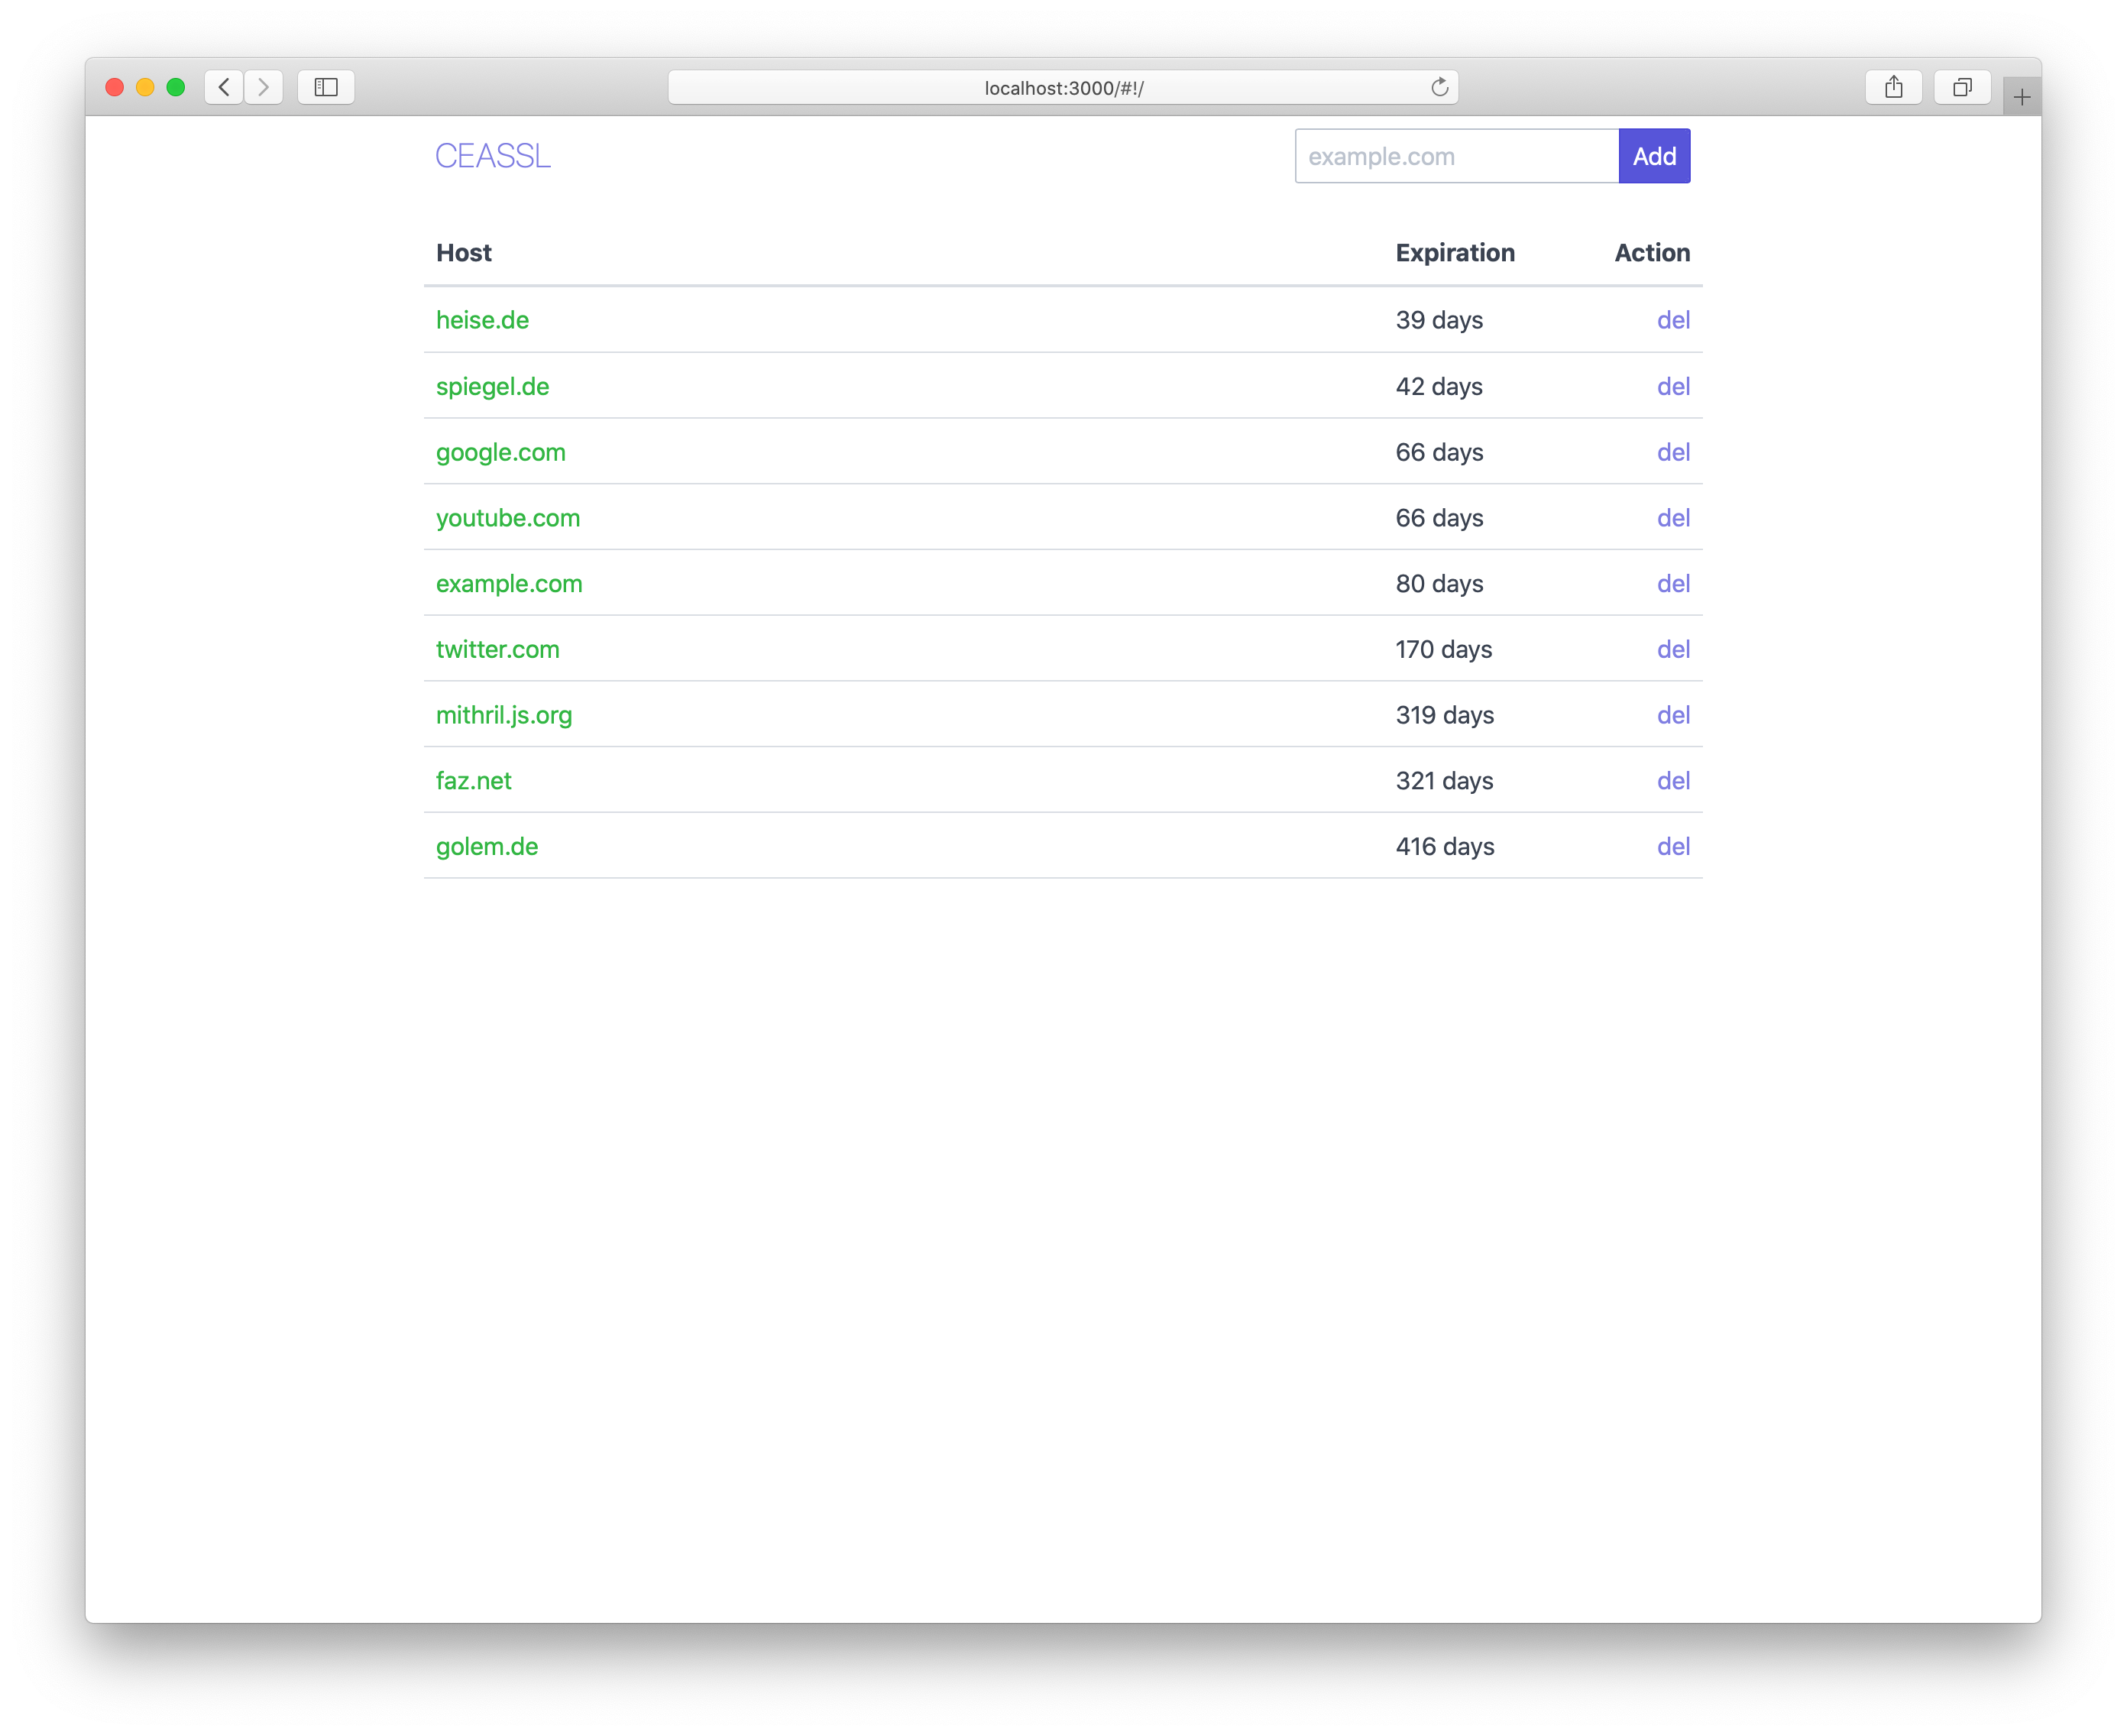 localhost:3000/#!/
CEASSL example.com Add
Host Expiration Action
heise.de 39 days del
spiegel.de 42 days del
google.com 66 days del
youtube.com 66 days del
example.com 80 days del
twitter.com 170 days del
mithril.js.org 319 days del
faz.net 321 days del
golem.de 416 days del